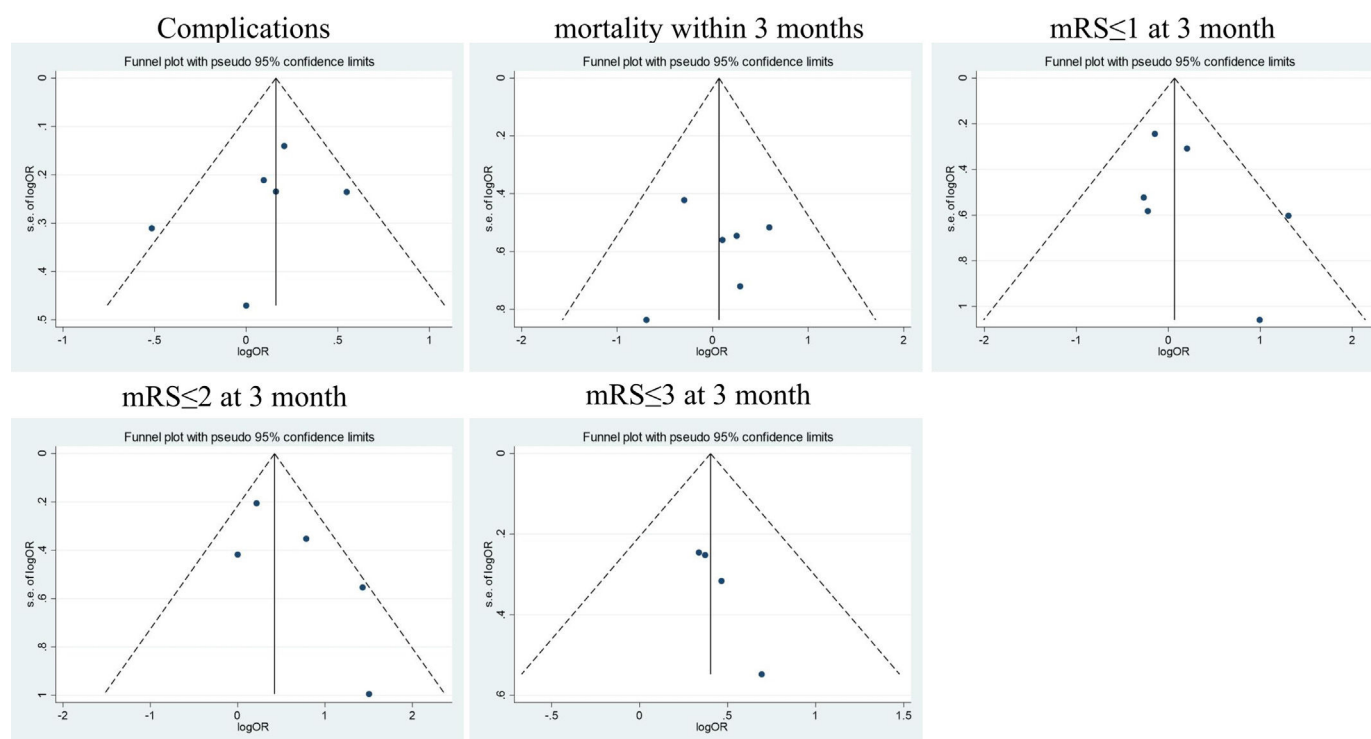 Complications
Funnel plot with pseudo 95% confidence limits
0
.1
.2
.3
.4
.5
s.e. of logOR
-1
-.5
0
.5
1
logOR
mortality within 3 months
Funnel plot with pseudo 95% confidence limits
0
.2
.4
.6
.8
s.e. of logOR
-2
-1
0
1
2
logOR
mRS≤1 at 3 month
Funnel plot with pseudo 95% confidence limits
0
.2
.4
.6
.8
1
s.e. of logOR
-2
-1
0
1
2
logOR
mRS≤2 at 3 month
Funnel plot with pseudo 95% confidence limits
0
.2
.4
.6
.8
1
s.e. of logOR
-2
-1
0
1
2
logOR
mRS≤3 at 3 month
Funnel plot with pseudo 95% confidence limits
0
.2
.4
.6
s.e. of logOR
-.5
0
.5
1
1.5
logOR